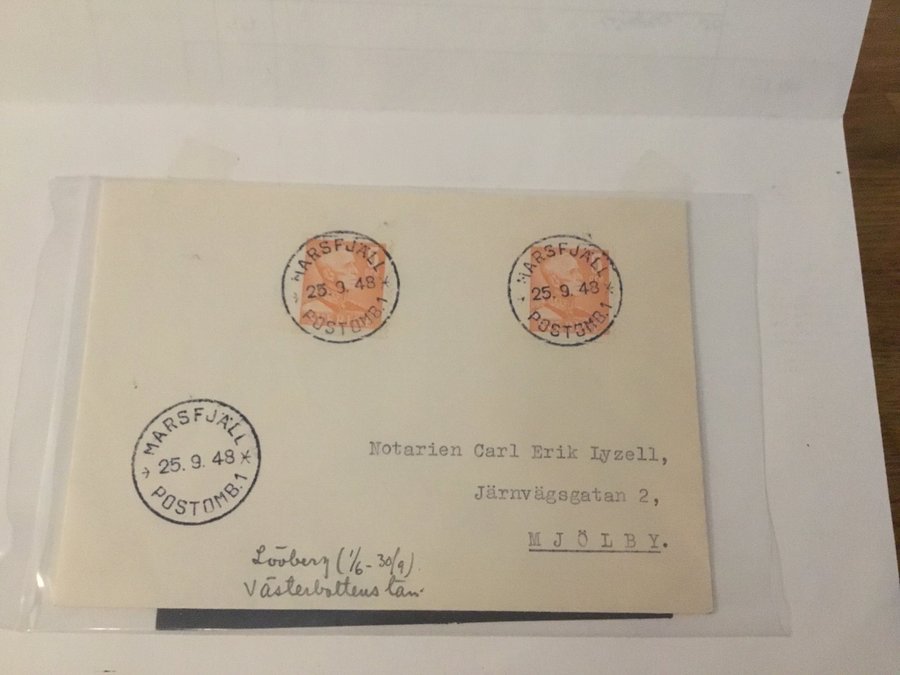 MARSFJÄLL
25. 9. 48
POSTOMB.1
MARSFJÄLL
25. 9. 48
POSTOMB.1
MARSFJÄLL
25. 9. 48
POSTOMB.1
Notarien Carl Erik Lyzell,
Järnvägsgatan 2,
MJÖLBY.
Lööberg (1/6 - 30/9).
Västerbottens län.